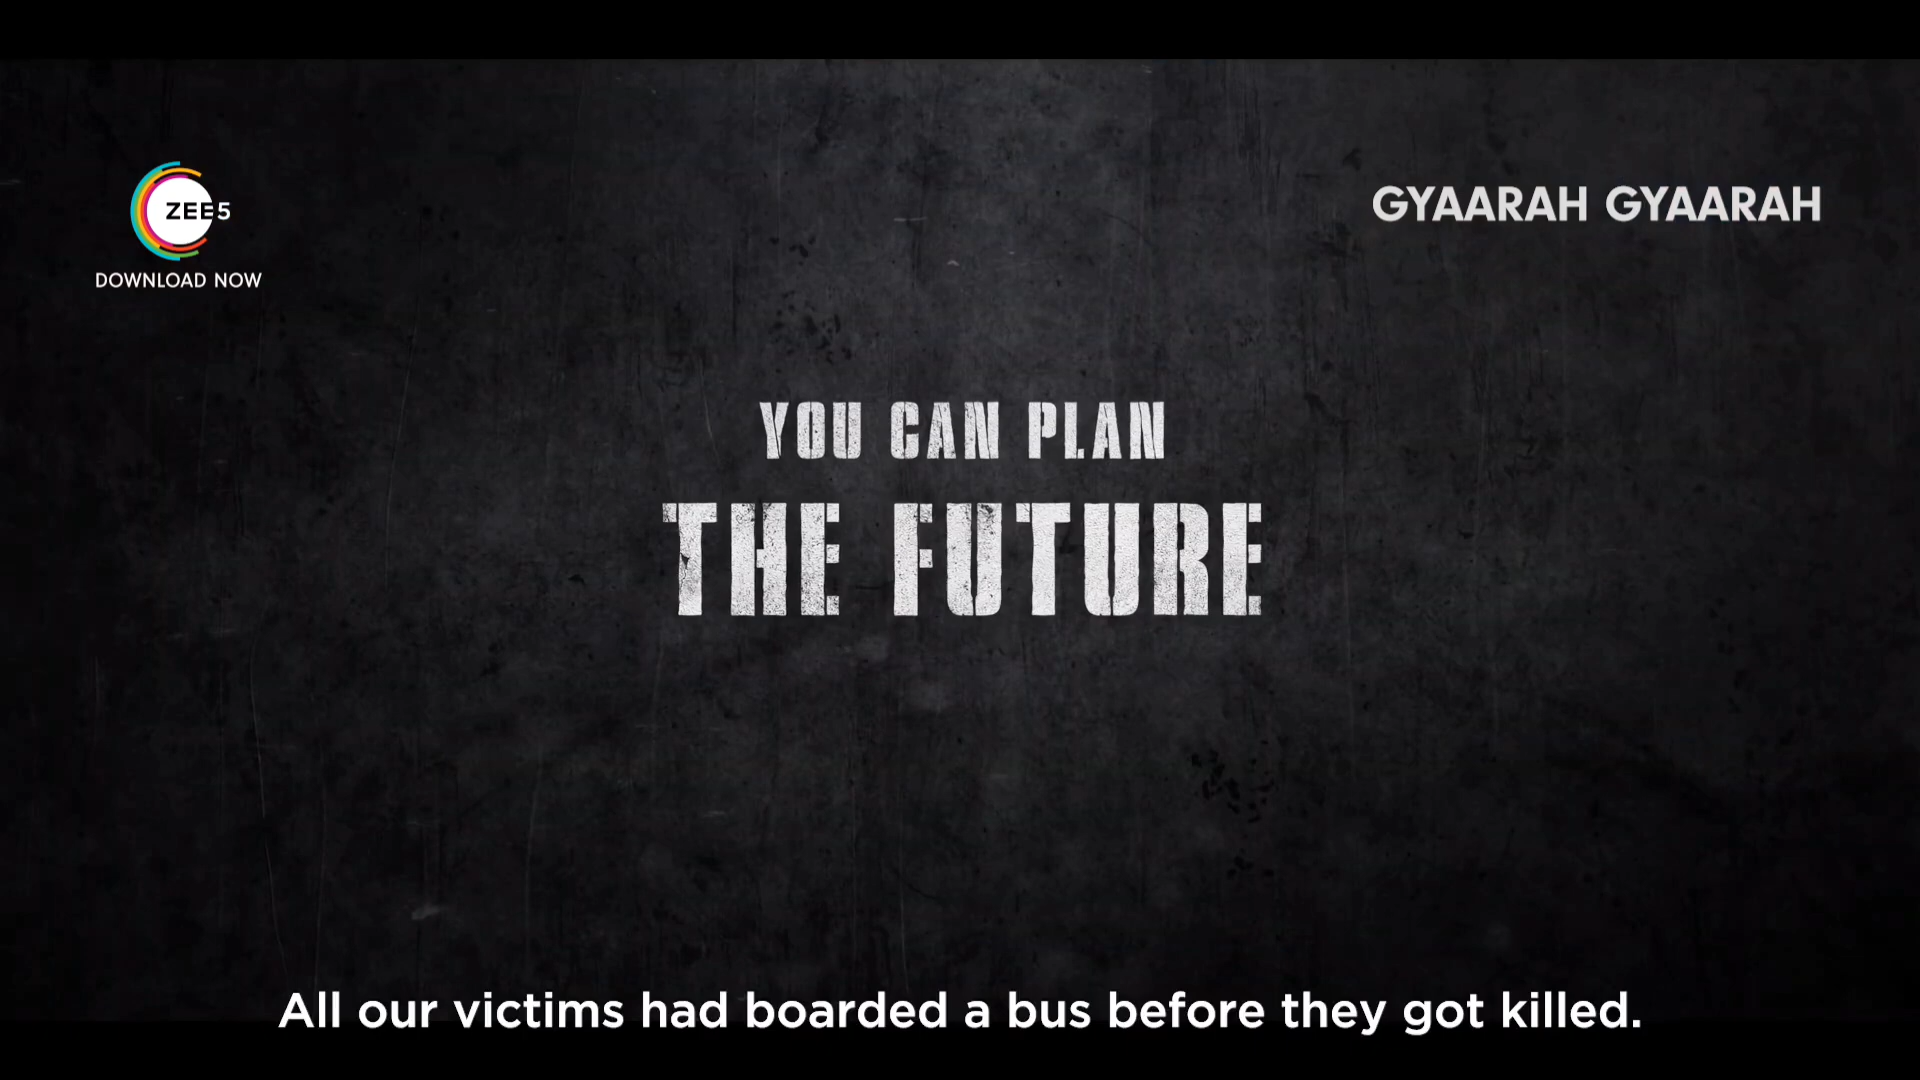 ZEE5
DOWNLOAD NOW
GYAARAH GYAARAH
YOU CAN PLAN
THE FUTURE
All our victims had boarded a bus before they got killed.